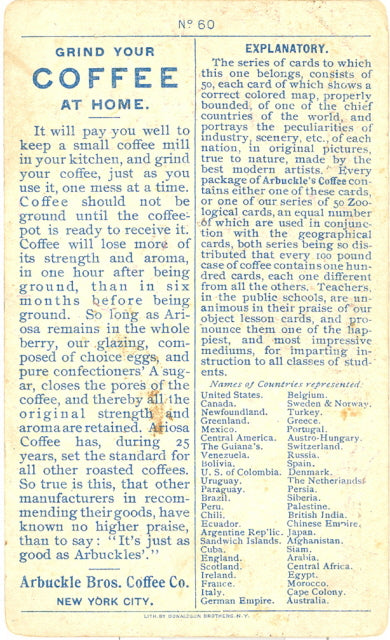 No 60
GRIND YOUR
COFFEE
AT HOME.
It will pay you well to
keep a small coffee mill
in your kitchen, and grind
your coffee, just as you
use it, one mess at a time.
Coffee should not be
ground until the coffee-
pot is ready to receive it.
Coffee will lose more of
its strength and aroma,
in one hour after being
ground, than in six
months before being
ground. So long as Ari-
osa remains in the whole
berry, our glazing, com-
posed of choice eggs, and
pure confectioners' A sug-
ar, closes the pores of the
coffee, and thereby all the
original strength and
aroma are retained. Ariosa
Coffee has, during 25
years, set the standard for
all other roasted coffees.
So true is this, that other
manufacturers in recom-
mending their goods, have
known no higher praise,
than to say: "It's just as
good as Arbuckles'."
Arbuckle Bros. Coffee Co.
NEW YORK CITY.
EXPLANATORY.
The series of cards to which
this one belongs, consists of
50, each card of which shows a
correct colored map, properly
bounded, of one of the chief
countries of the world, and
portrays the peculiarities of
industry, scenery, etc., of each
nation, in original pictures,
true to nature, made by the
best modern artists. Every
package of Arbuckle's Coffee con-
tains either one of these cards,
or one of our series of 50 Zoo-
logical cards, an equal number
of which are used in conjunc-
tion with the geographical
cards, both series being so dis-
tributed that every 100 pound
case of coffee contains one hun-
dred cards, each one different
from all the others. Teachers,
in the public schools, are un-
animous in their praise of our
object lesson cards, and pro-
nounce them one of the hap-
piest, and most impressive
mediums, for imparting in-
struction to all classes of stud-
ents.
Names of Countries represented:
United States. Belgium.
Canada. Sweden & Norway.
Newfoundland. Turkey.
Greenland. Greece.
Mexico. Portugal.
Central America. Austro-Hungary.
The Guiana's. Switzerland.
Venezuela. Russia.
Bolivia. Spain.
U. S. of Colombia. Denmark.
Uruguay. The Netherlands.
Paraguay. Persia.
Brazil. Siberia.
Peru. Palestine.
Chili. British India.
Ecuador. Chinese Empire.
Argentine Rep'lic. Japan.
Sandwich Islands. Afghanistan.
Cuba. Siam.
England. Arabia.
Scotland. Central Africa.
Ireland. Egypt.
France. Morocco.
Italy. Cape Colony.
German Empire. Australia.
LITH. BY DONALDSON BROTHERS, N.Y.